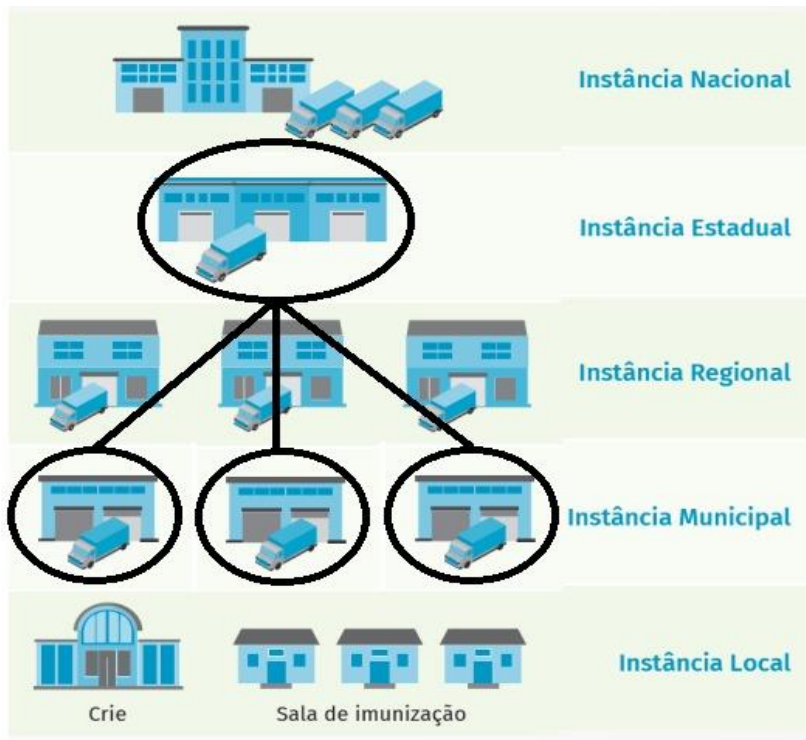 Instância Nacional
Instância Estadual
Instância Regional
Instância Municipal
Instância Local
Crie
Sala de imunização